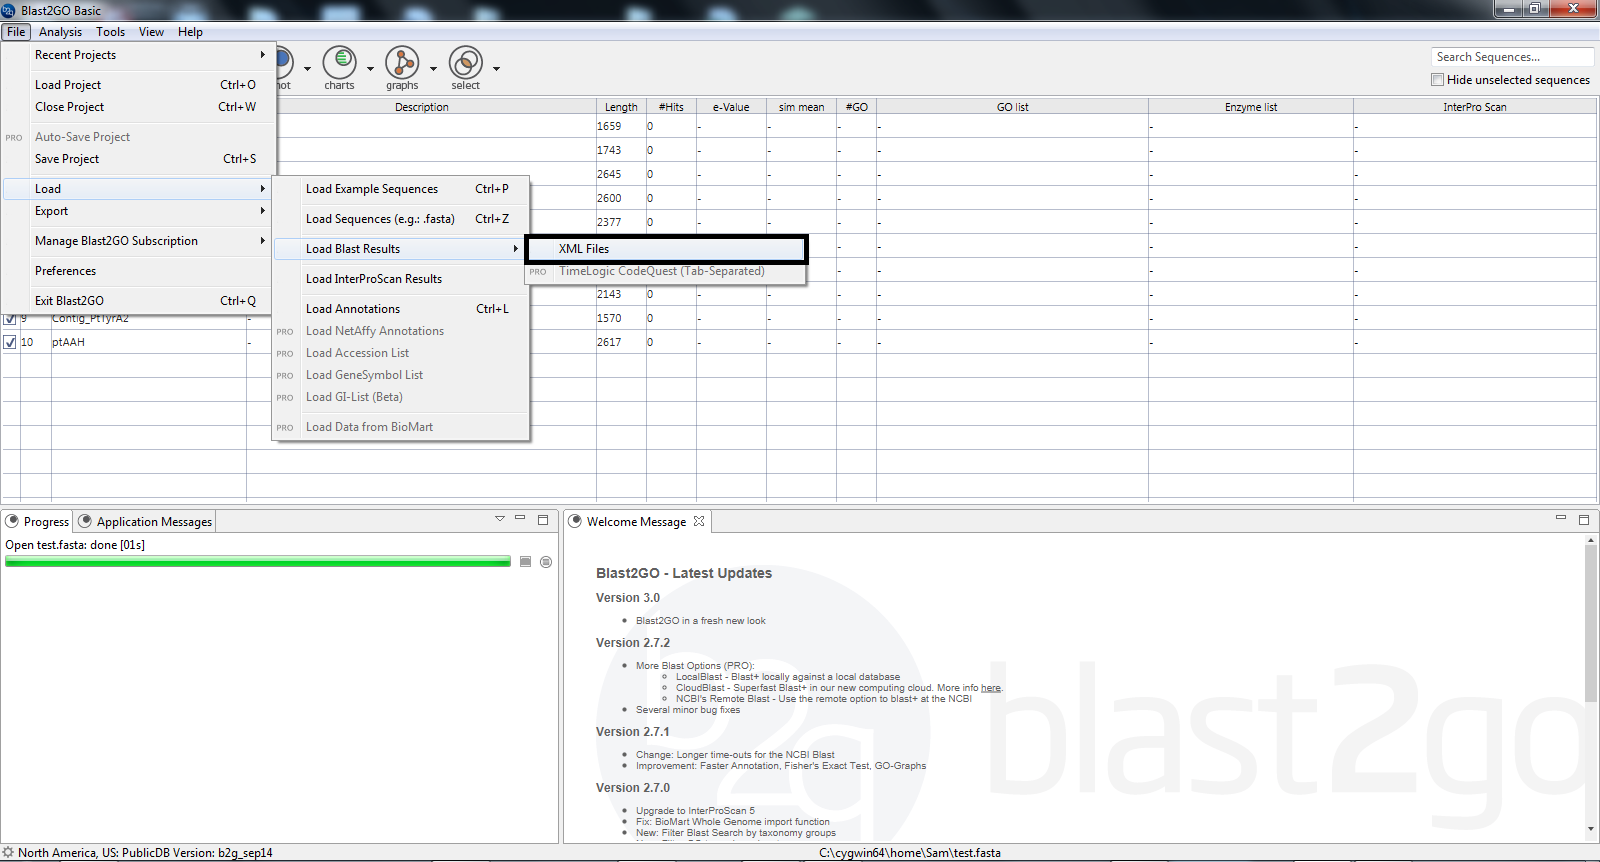 Blast2GO Basic
File Analysis Tools View Help
Recent Projects
Load Project Ctrl+O
Close Project Ctrl+W
PRO Auto-Save Project
Save Project Ctrl+S
Load
Export
Manage Blast2GO Subscription
Preferences
Exit Blast2GO Ctrl+Q
Load Example Sequences Ctrl+P
Load Sequences (e.g.: .fasta) Ctrl+Z
Load Blast Results
Load InterProScan Results
Load Annotations Ctrl+L
PRO Load NetAffy Annotations
PRO Load Accession List
PRO Load GeneSymbol List
PRO Load GI-List (Beta)
PRO Load Data from BioMart
XML Files
PRO TimeLogic CodeQuest (Tab-Separated)
charts graphs select
Search Sequences...
Hide unselected sequences
Description Length #Hits e-Value sim mean #GO GO list Enzyme list InterPro Scan
1659 0 - - - - - -
1743 0 - - - - - -
2645 0 - - - - - -
2600 0 - - - - - -
2377 0 - - - - - -
2143 0 - - - - - -
9 Contig_PtTyrA2 - 1570 0 - - - - - -
10 ptAAH - 2617 0 - - - - - -
Progress Application Messages
Open test.fasta: done [01s]
Welcome Message
Blast2GO - Latest Updates
Version 3.0
Blast2GO in a fresh new look
Version 2.7.2
More Blast Options (PRO):
LocalBlast - Blast+ locally against a local database
CloudBlast - Superfast Blast+ in our new computing cloud. More info here.
NCBI's Remote Blast - Use the remote option to blast+ at the NCBI
Several minor bug fixes
Version 2.7.1
Change: Longer time-outs for the NCBI Blast
Improvement: Faster Annotation, Fisher's Exact Test, GO-Graphs
Version 2.7.0
Upgrade to InterProScan 5
Fix: BioMart Whole Genome import function
New: Filter Blast Search by taxonomy groups
b2g blast2go
North America, US: PublicDB Version: b2g_sep14
C:\cygwin64\home\Sam\test.fasta